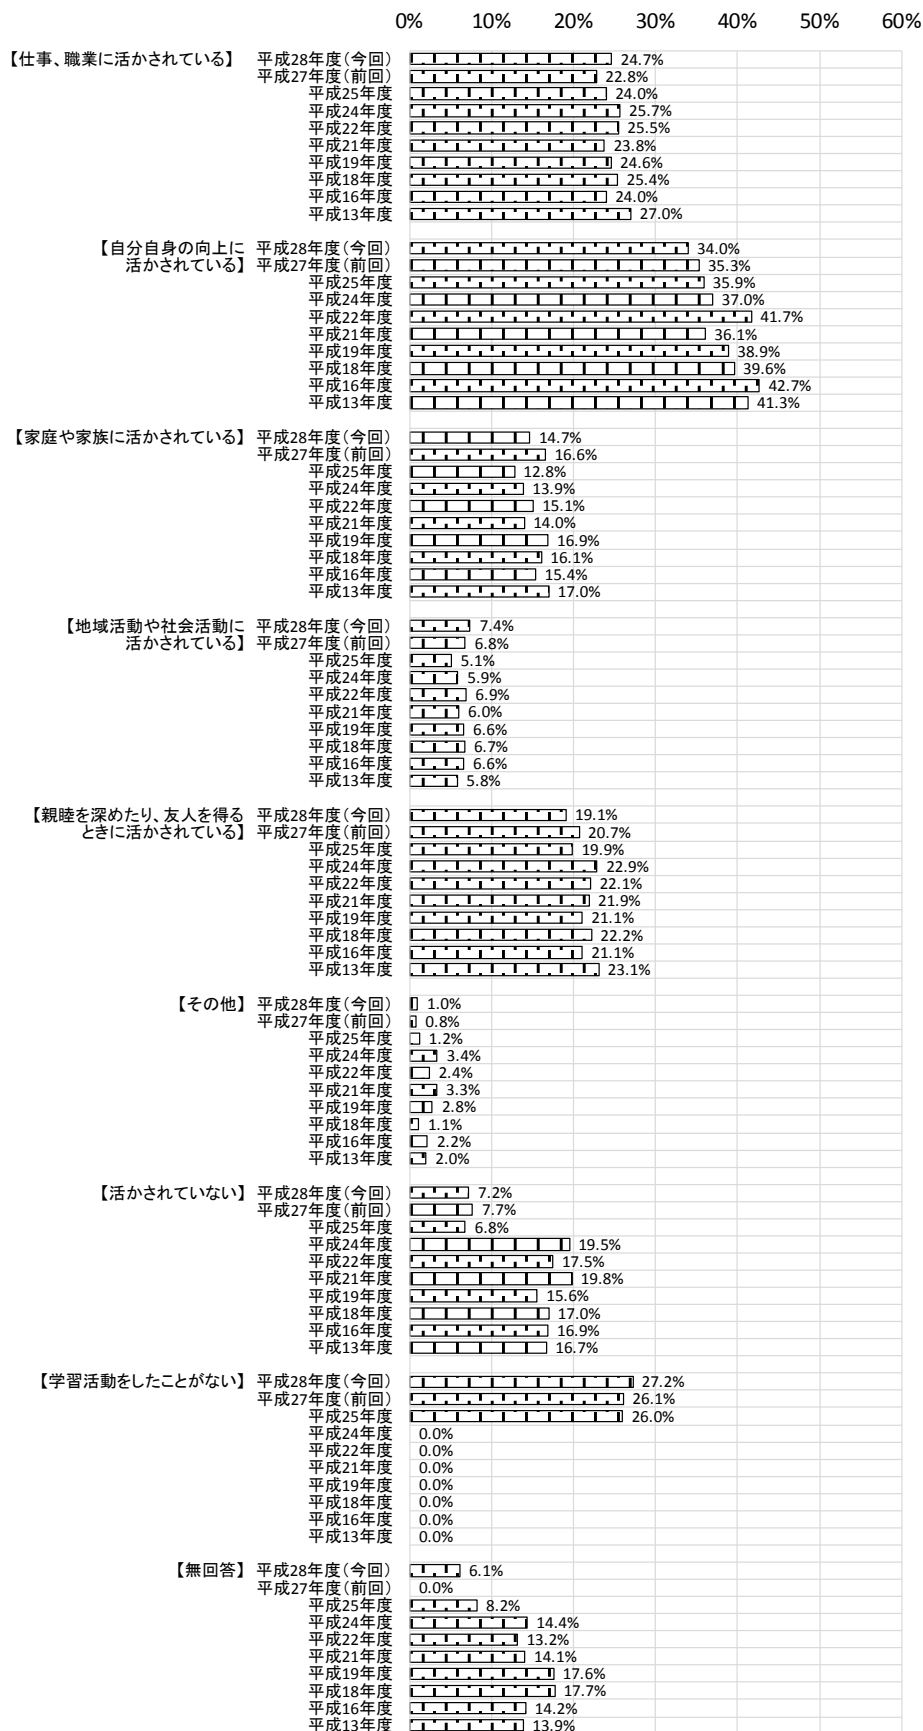 0% 10% 20% 30% 40% 50% 60%
【仕事、職業に活かされている】 平成28年度(今回) 24.7%
平成27年度(前回) 22.8%
平成25年度 24.0%
平成24年度 25.7%
平成22年度 25.5%
平成21年度 23.8%
平成19年度 24.6%
平成18年度 25.4%
平成16年度 24.0%
平成13年度 27.0%
【自分自身の向上に 平成28年度(今回) 34.0%
活かされている】 平成27年度(前回) 35.3%
平成25年度 35.9%
平成24年度 37.0%
平成22年度 41.7%
平成21年度 36.1%
平成19年度 38.9%
平成18年度 39.6%
平成16年度 42.7%
平成13年度 41.3%
【家庭や家族に活かされている】 平成28年度(今回) 14.7%
平成27年度(前回) 16.6%
平成25年度 12.8%
平成24年度 13.9%
平成22年度 15.1%
平成21年度 14.0%
平成19年度 16.9%
平成18年度 16.1%
平成16年度 15.4%
平成13年度 17.0%
【地域活動や社会活動に 平成28年度(今回) 7.4%
活かされている】 平成27年度(前回) 6.8%
平成25年度 5.1%
平成24年度 5.9%
平成22年度 6.9%
平成21年度 6.0%
平成19年度 6.6%
平成18年度 6.7%
平成16年度 6.6%
平成13年度 5.8%
【親睦を深めたり、友人を得る 平成28年度(今回) 19.1%
ときに活かされている】 平成27年度(前回) 20.7%
平成25年度 19.9%
平成24年度 22.9%
平成22年度 22.1%
平成21年度 21.9%
平成19年度 21.1%
平成18年度 22.2%
平成16年度 21.1%
平成13年度 23.1%
【その他】 平成28年度(今回) 1.0%
平成27年度(前回) 0.8%
平成25年度 1.2%
平成24年度 3.4%
平成22年度 2.4%
平成21年度 3.3%
平成19年度 2.8%
平成18年度 1.1%
平成16年度 2.2%
平成13年度 2.0%
【活かされていない】 平成28年度(今回) 7.2%
平成27年度(前回) 7.7%
平成25年度 6.8%
平成24年度 19.5%
平成22年度 17.5%
平成21年度 19.8%
平成19年度 15.6%
平成18年度 17.0%
平成16年度 16.9%
平成13年度 16.7%
【学習活動をしたことがない】 平成28年度(今回) 27.2%
平成27年度(前回) 26.1%
平成25年度 26.0%
平成24年度 0.0%
平成22年度 0.0%
平成21年度 0.0%
平成19年度 0.0%
平成18年度 0.0%
平成16年度 0.0%
平成13年度 0.0%
【無回答】 平成28年度(今回) 6.1%
平成27年度(前回) 0.0%
平成25年度 8.2%
平成24年度 14.4%
平成22年度 13.2%
平成21年度 14.1%
平成19年度 17.6%
平成18年度 17.7%
平成16年度 14.2%
平成13年度 13.9%